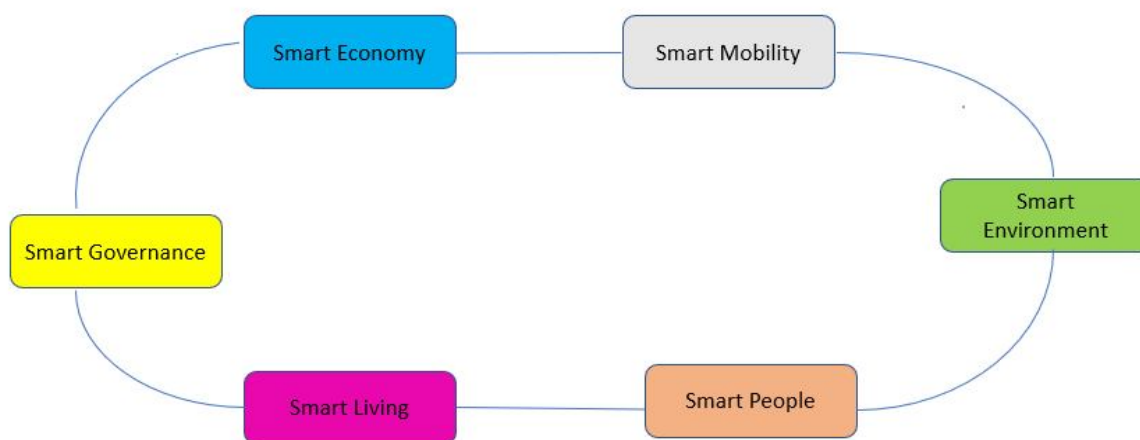 Smart Economy
Smart Mobility
Smart
Environment
Smart Governance
Smart Living
Smart People